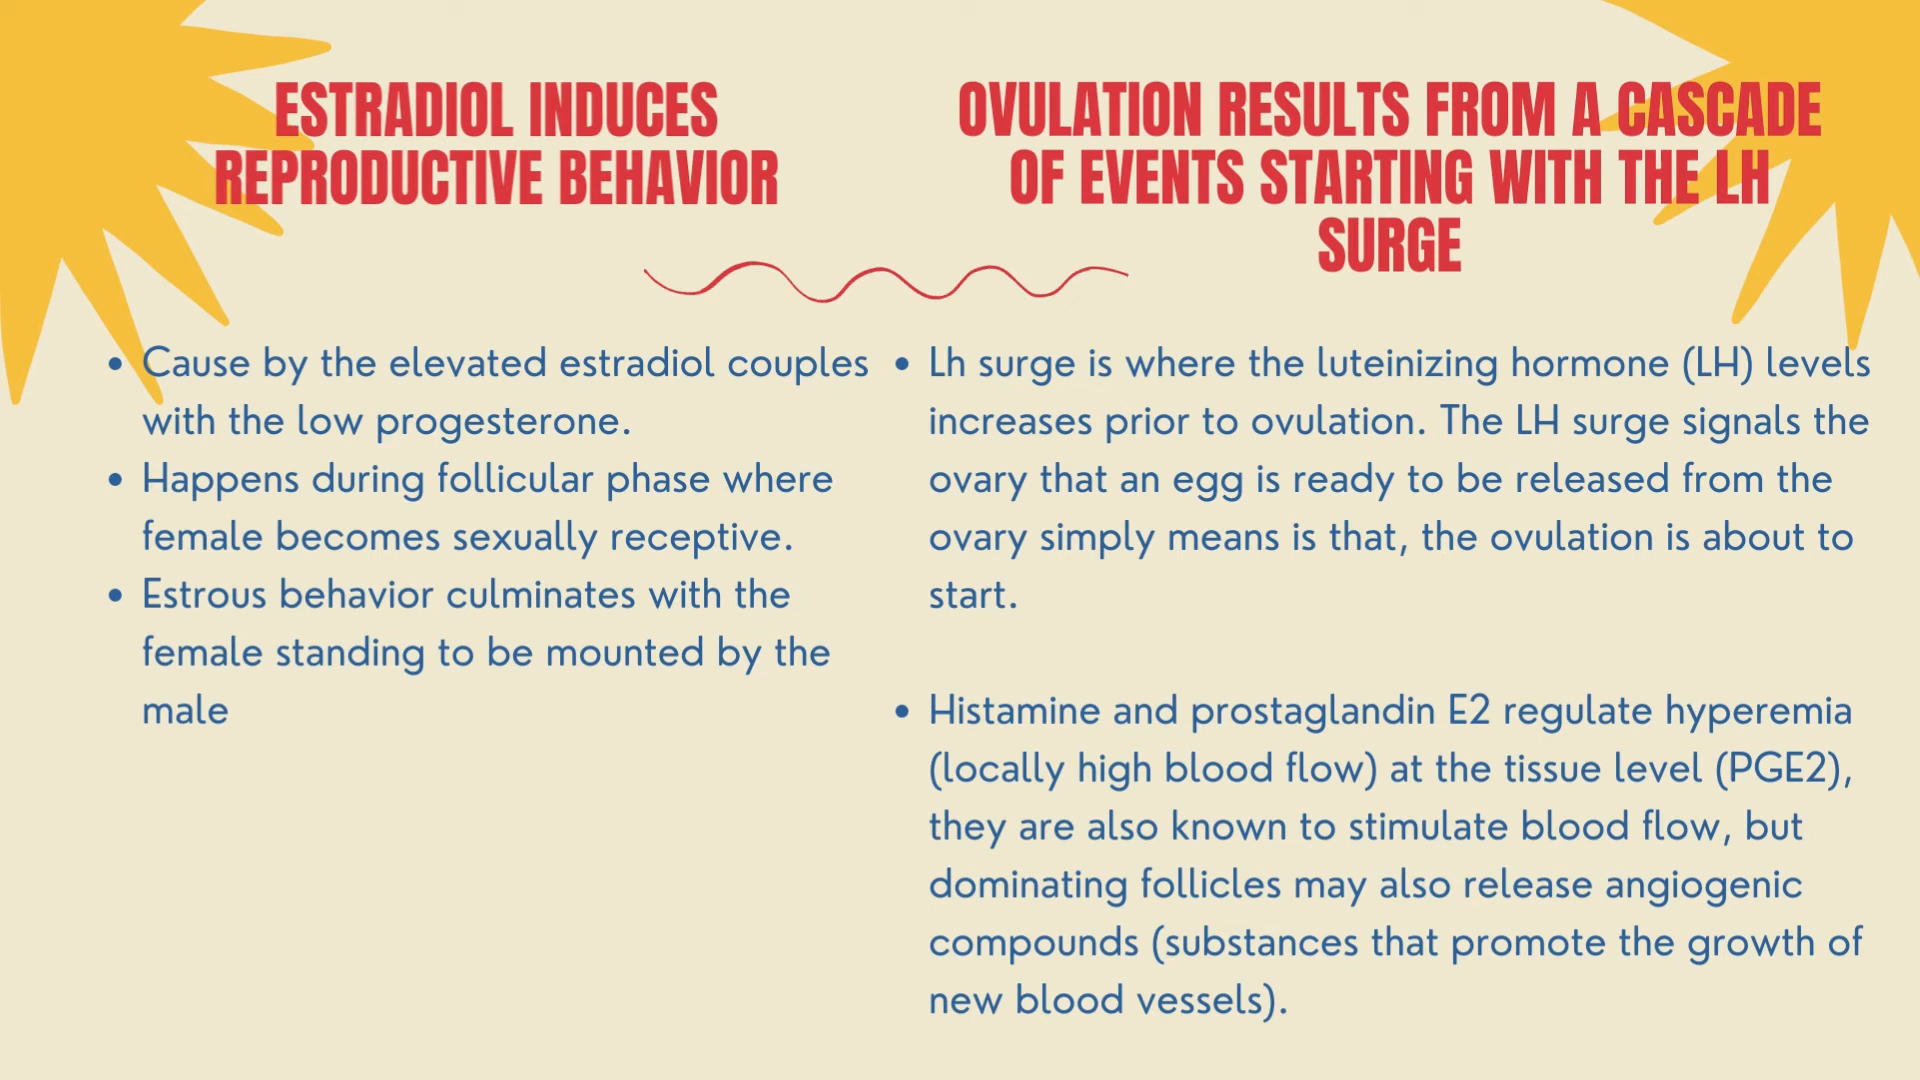 ESTRADIOL INDUCES
REPRODUCTIVE BEHAVIOR
• Cause by the elevated estradiol couples
with the low progesterone.
• Happens during follicular phase where
female becomes sexually receptive.
• Estrous behavior culminates with the
female standing to be mounted by the
male
OVULATION RESULTS FROM A CASCADE
OF EVENTS STARTING WITH THE LH
SURGE
• Lh surge is where the luteinizing hormone (LH) levels
increases prior to ovulation. The LH surge signals the
ovary that an egg is ready to be released from the
ovary simply means is that, the ovulation is about to
start.
• Histamine and prostaglandin E2 regulate hyperemia
(locally high blood flow) at the tissue level (PGE2),
they are also known to stimulate blood flow, but
dominating follicles may also release angiogenic
compounds (substances that promote the growth of
new blood vessels).